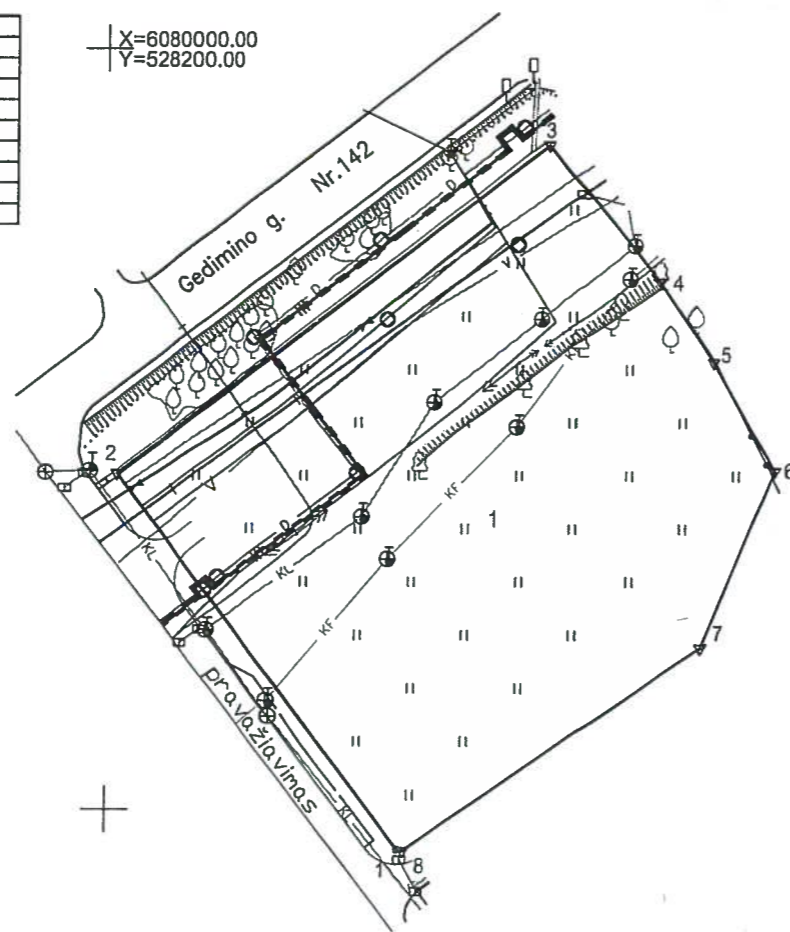 X=6080000.00
Y=528200.00
Gedimino g. Nr.142
3
D
D
V
4
5
2
V
KF
6
1
D
KL
KL
KF
7
pravažiavimas
KL
1 8